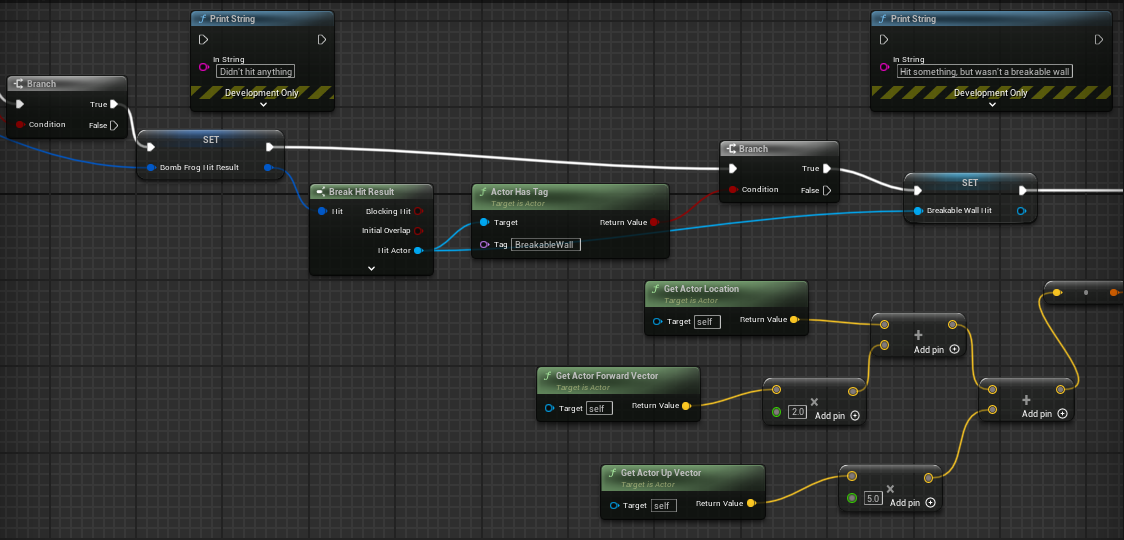 Print String
In String
Didn't hit anything
Development Only
Print String
In String
Hit something, but wasn't a breakable wall
Development Only
Branch
True
Condition
False
SET
Bomb Frog Hit Result
Branch
True
Condition
False
SET
Breakable Wall Hit
Break Hit Result
Hit
Blocking Hit
Initial Overlap
Hit Actor
Actor Has Tag
Target is Actor
Target
Return Value
Tag BreakableWall
Get Actor Location
Target is Actor
Target self
Return Value
+
Add pin
Get Actor Forward Vector
Target is Actor
Target self
Return Value
2.0
×
Add pin
+
Add pin
Get Actor Up Vector
Target is Actor
Target self
Return Value
5.0
×
Add pin